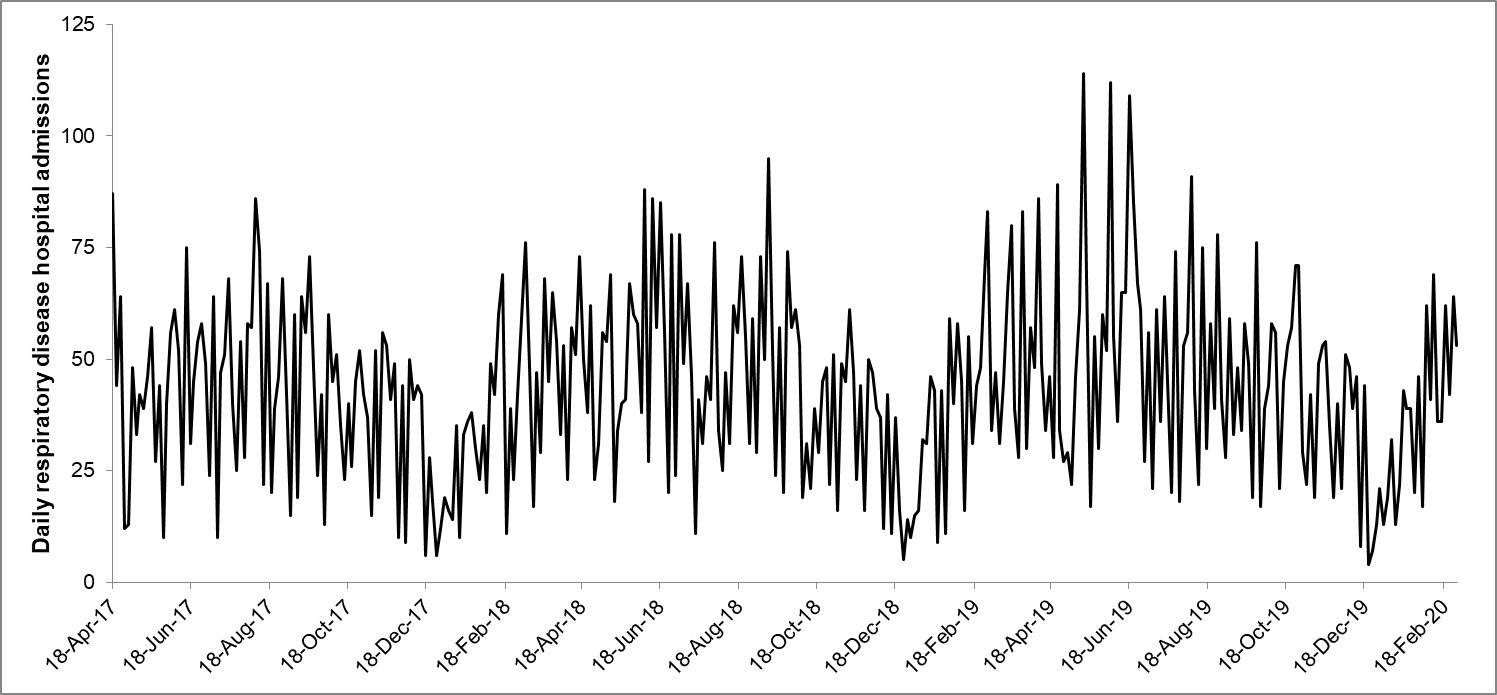 Daily respiratory disease hospital admissions
125
100
75
50
25
0
18-Apr-17
18-Jun-17
18-Aug-17
18-Oct-17
18-Dec-17
18-Feb-18
18-Apr-18
18-Jun-18
18-Aug-18
18-Oct-18
18-Dec-18
18-Feb-19
18-Apr-19
18-Jun-19
18-Aug-19
18-Oct-19
18-Dec-19
18-Feb-20